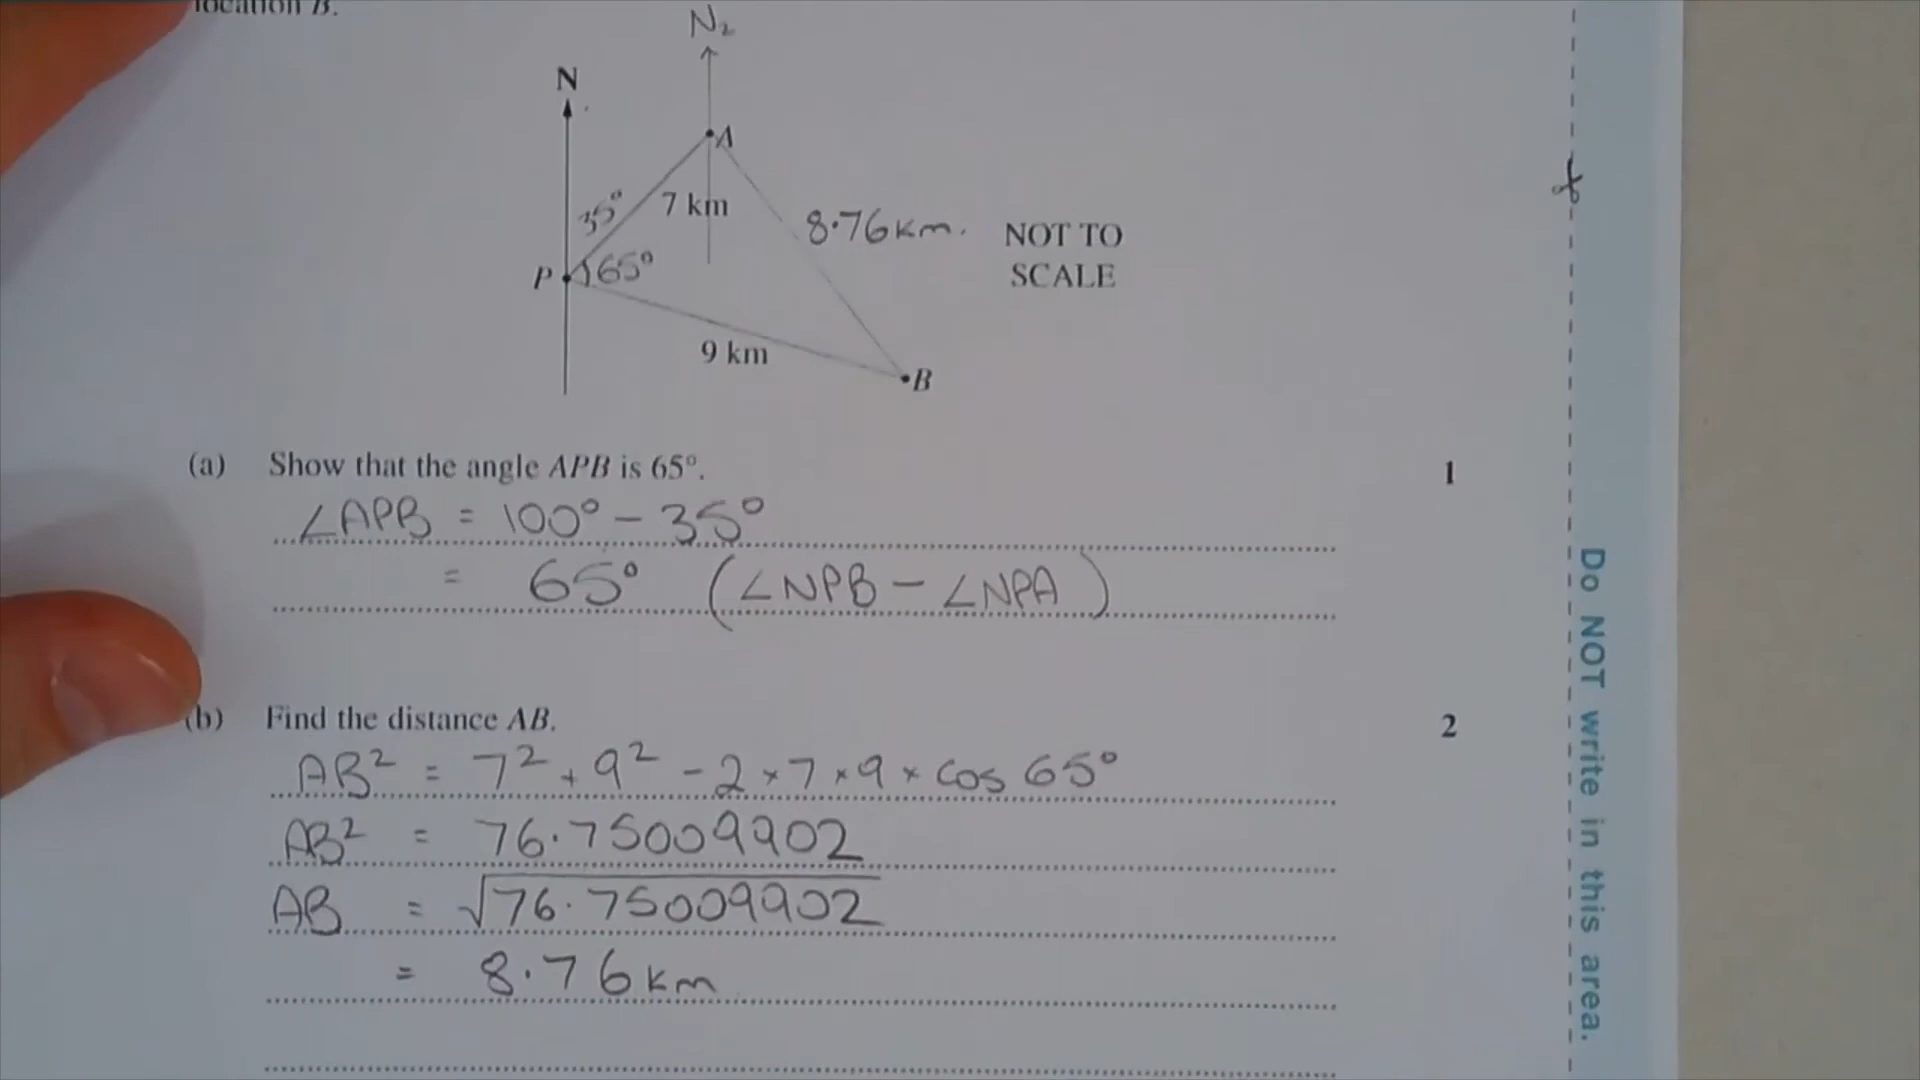 location B.
N₂
N
A
35°
7 km
8.76km.
NOT TO
SCALE
P
65°
9 km
B
(a) Show that the angle APB is 65°. 1
∠APB = 100° - 35°
= 65° (∠NPB - ∠NPA)
(b) Find the distance AB. 2
AB² = 7² + 9² - 2 × 7 × 9 × cos 65°
AB² = 76.75009902
AB = √76.75009902
= 8.76km
Do NOT write in this area.